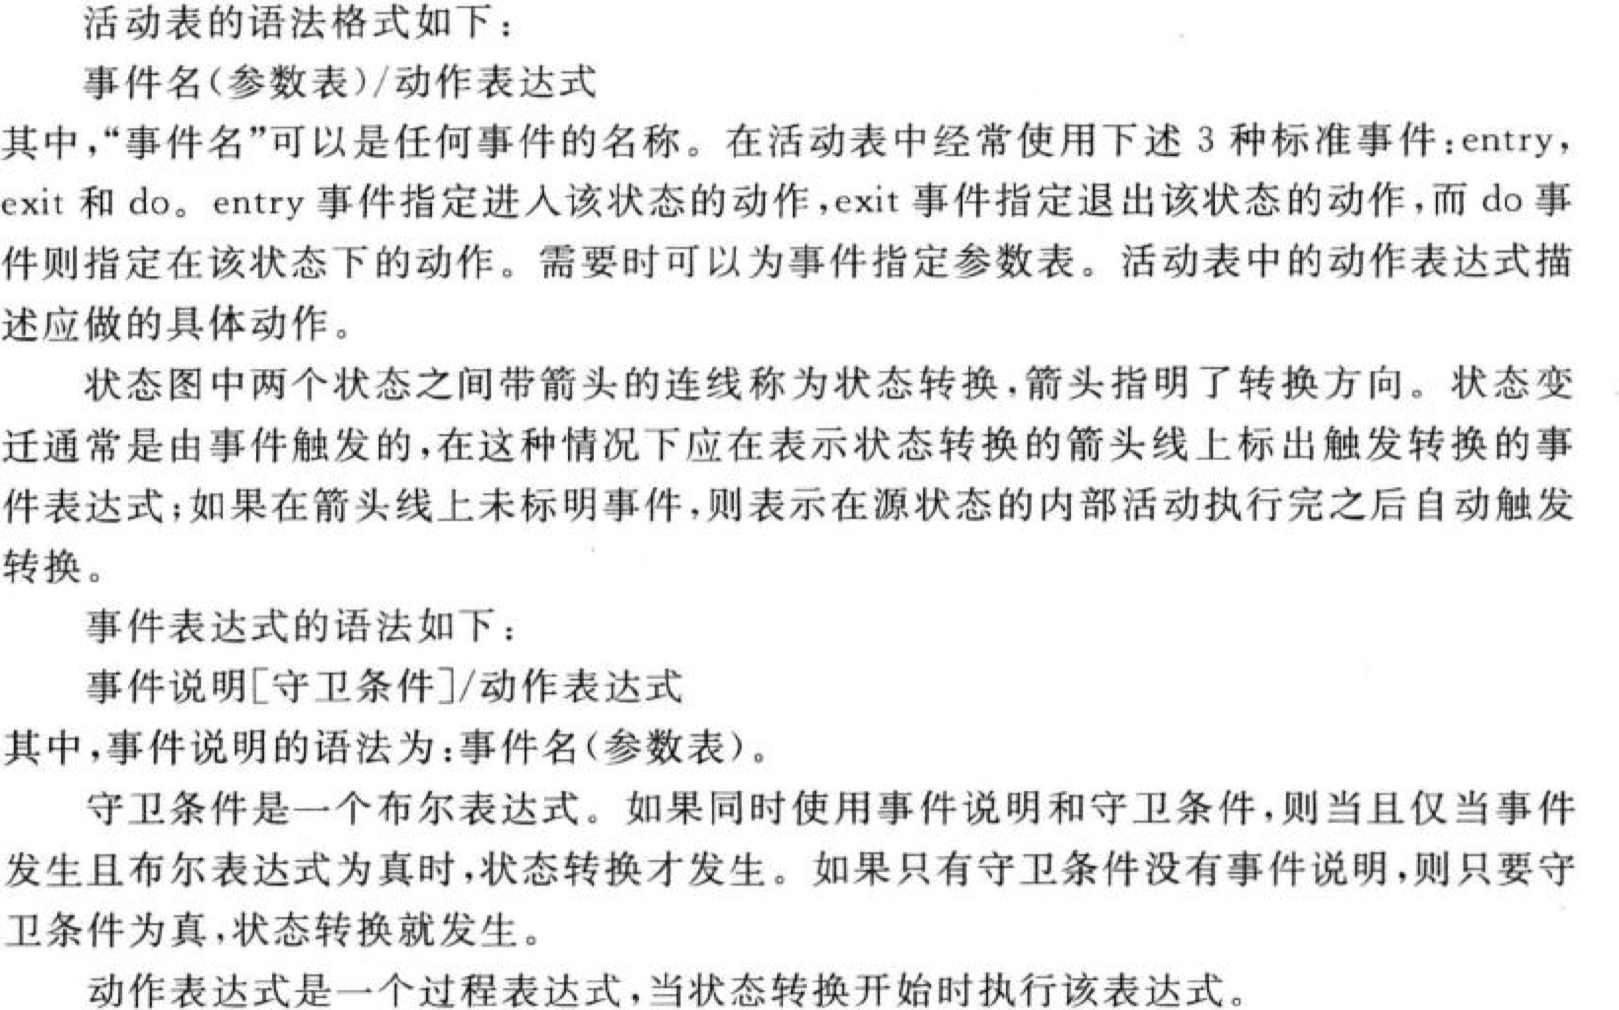 活动表的语法格式如下：
事件名(参数表)/动作表达式
其中,“事件名”可以是任何事件的名称。在活动表中经常使用下述 3 种标准事件:entry,
exit 和 do。entry 事件指定进入该状态的动作,exit 事件指定退出该状态的动作,而 do 事
件则指定在该状态下的动作。需要时可以为事件指定参数表。活动表中的动作表达式描
述应做的具体动作。
状态图中两个状态之间带箭头的连线称为状态转换,箭头指明了转换方向。状态变
迁通常是由事件触发的,在这种情况下应在表示状态转换的箭头线上标出触发转换的事
件表达式;如果在箭头线上未标明事件,则表示在源状态的内部活动执行完之后自动触发
转换。
事件表达式的语法如下：
事件说明[守卫条件]/动作表达式
其中,事件说明的语法为:事件名(参数表)。
守卫条件是一个布尔表达式。如果同时使用事件说明和守卫条件,则当且仅当事件
发生且布尔表达式为真时,状态转换才发生。如果只有守卫条件没有事件说明,则只要守
卫条件为真,状态转换就发生。
动作表达式是一个过程表达式,当状态转换开始时执行该表达式。